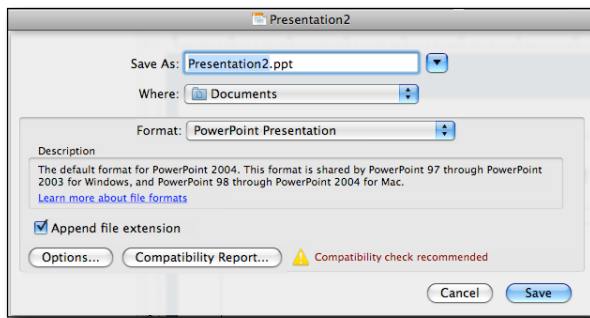 Presentation2
Save As: Presentation2.ppt
Where: Documents
Format: PowerPoint Presentation
Description
The default format for PowerPoint 2004. This format is shared by PowerPoint 97 through PowerPoint
2003 for Windows, and PowerPoint 98 through PowerPoint 2004 for Mac.
Learn more about file formats
Append file extension
Options... Compatibility Report... Compatibility check recommended
Cancel Save